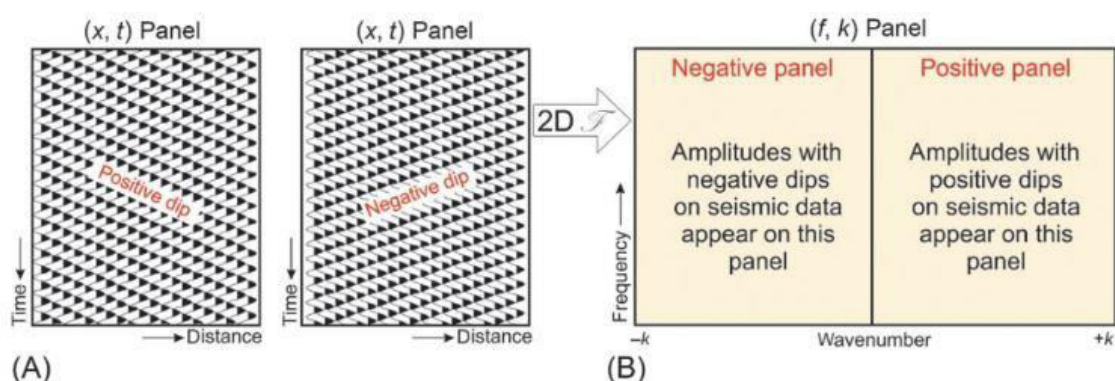 (x, t) Panel
Positive dip
Time
Distance
(A)
(x, t) Panel
Negative dip
Time
Distance
2D ℱ
(f, k) Panel
Negative panel
Amplitudes with
negative dips
on seismic data
appear on this
panel
Positive panel
Amplitudes with
positive dips
on seismic data
appear on this
panel
Frequency
–k
Wavenumber
+k
(B)